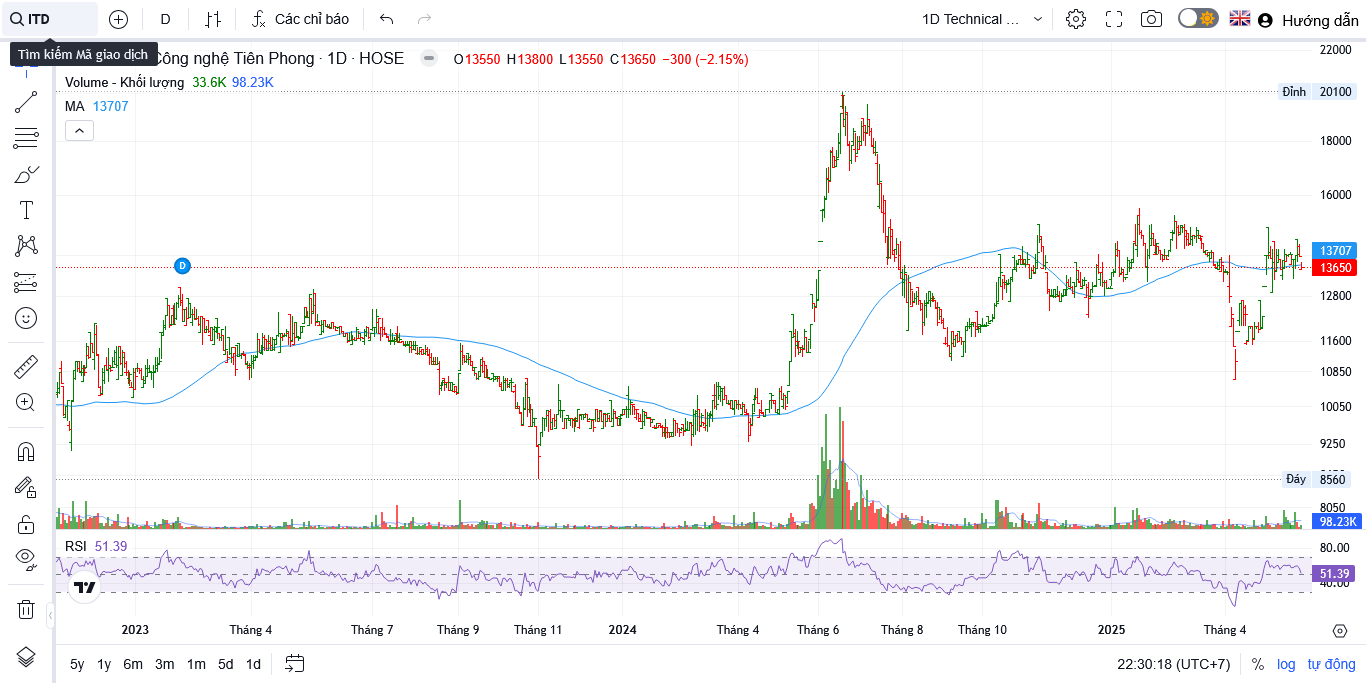 ITD
D
Các chỉ báo
1D Technical ...
Hướng dẫn
Tìm kiếm Mã giao dịch
Công nghệ Tiên Phong · 1D · HOSE
O13550 H13800 L13550 C13650 −300 (−2.15%)
Volume - Khối lượng 33.6K 98.23K
MA 13707
22000
Đỉnh 20100
18000
16000
13707
13650
12800
11600
10850
10050
9250
Đáy 8560
8050
98.23K
D
RSI 51.39
80.00
51.39
40.00
2023 Tháng 4 Tháng 7 Tháng 9 Tháng 11 2024 Tháng 4 Tháng 6 Tháng 8 Tháng 10 2025 Tháng 4
5y 1y 6m 3m 1m 5d 1d
22:30:18 (UTC+7) % log tự động